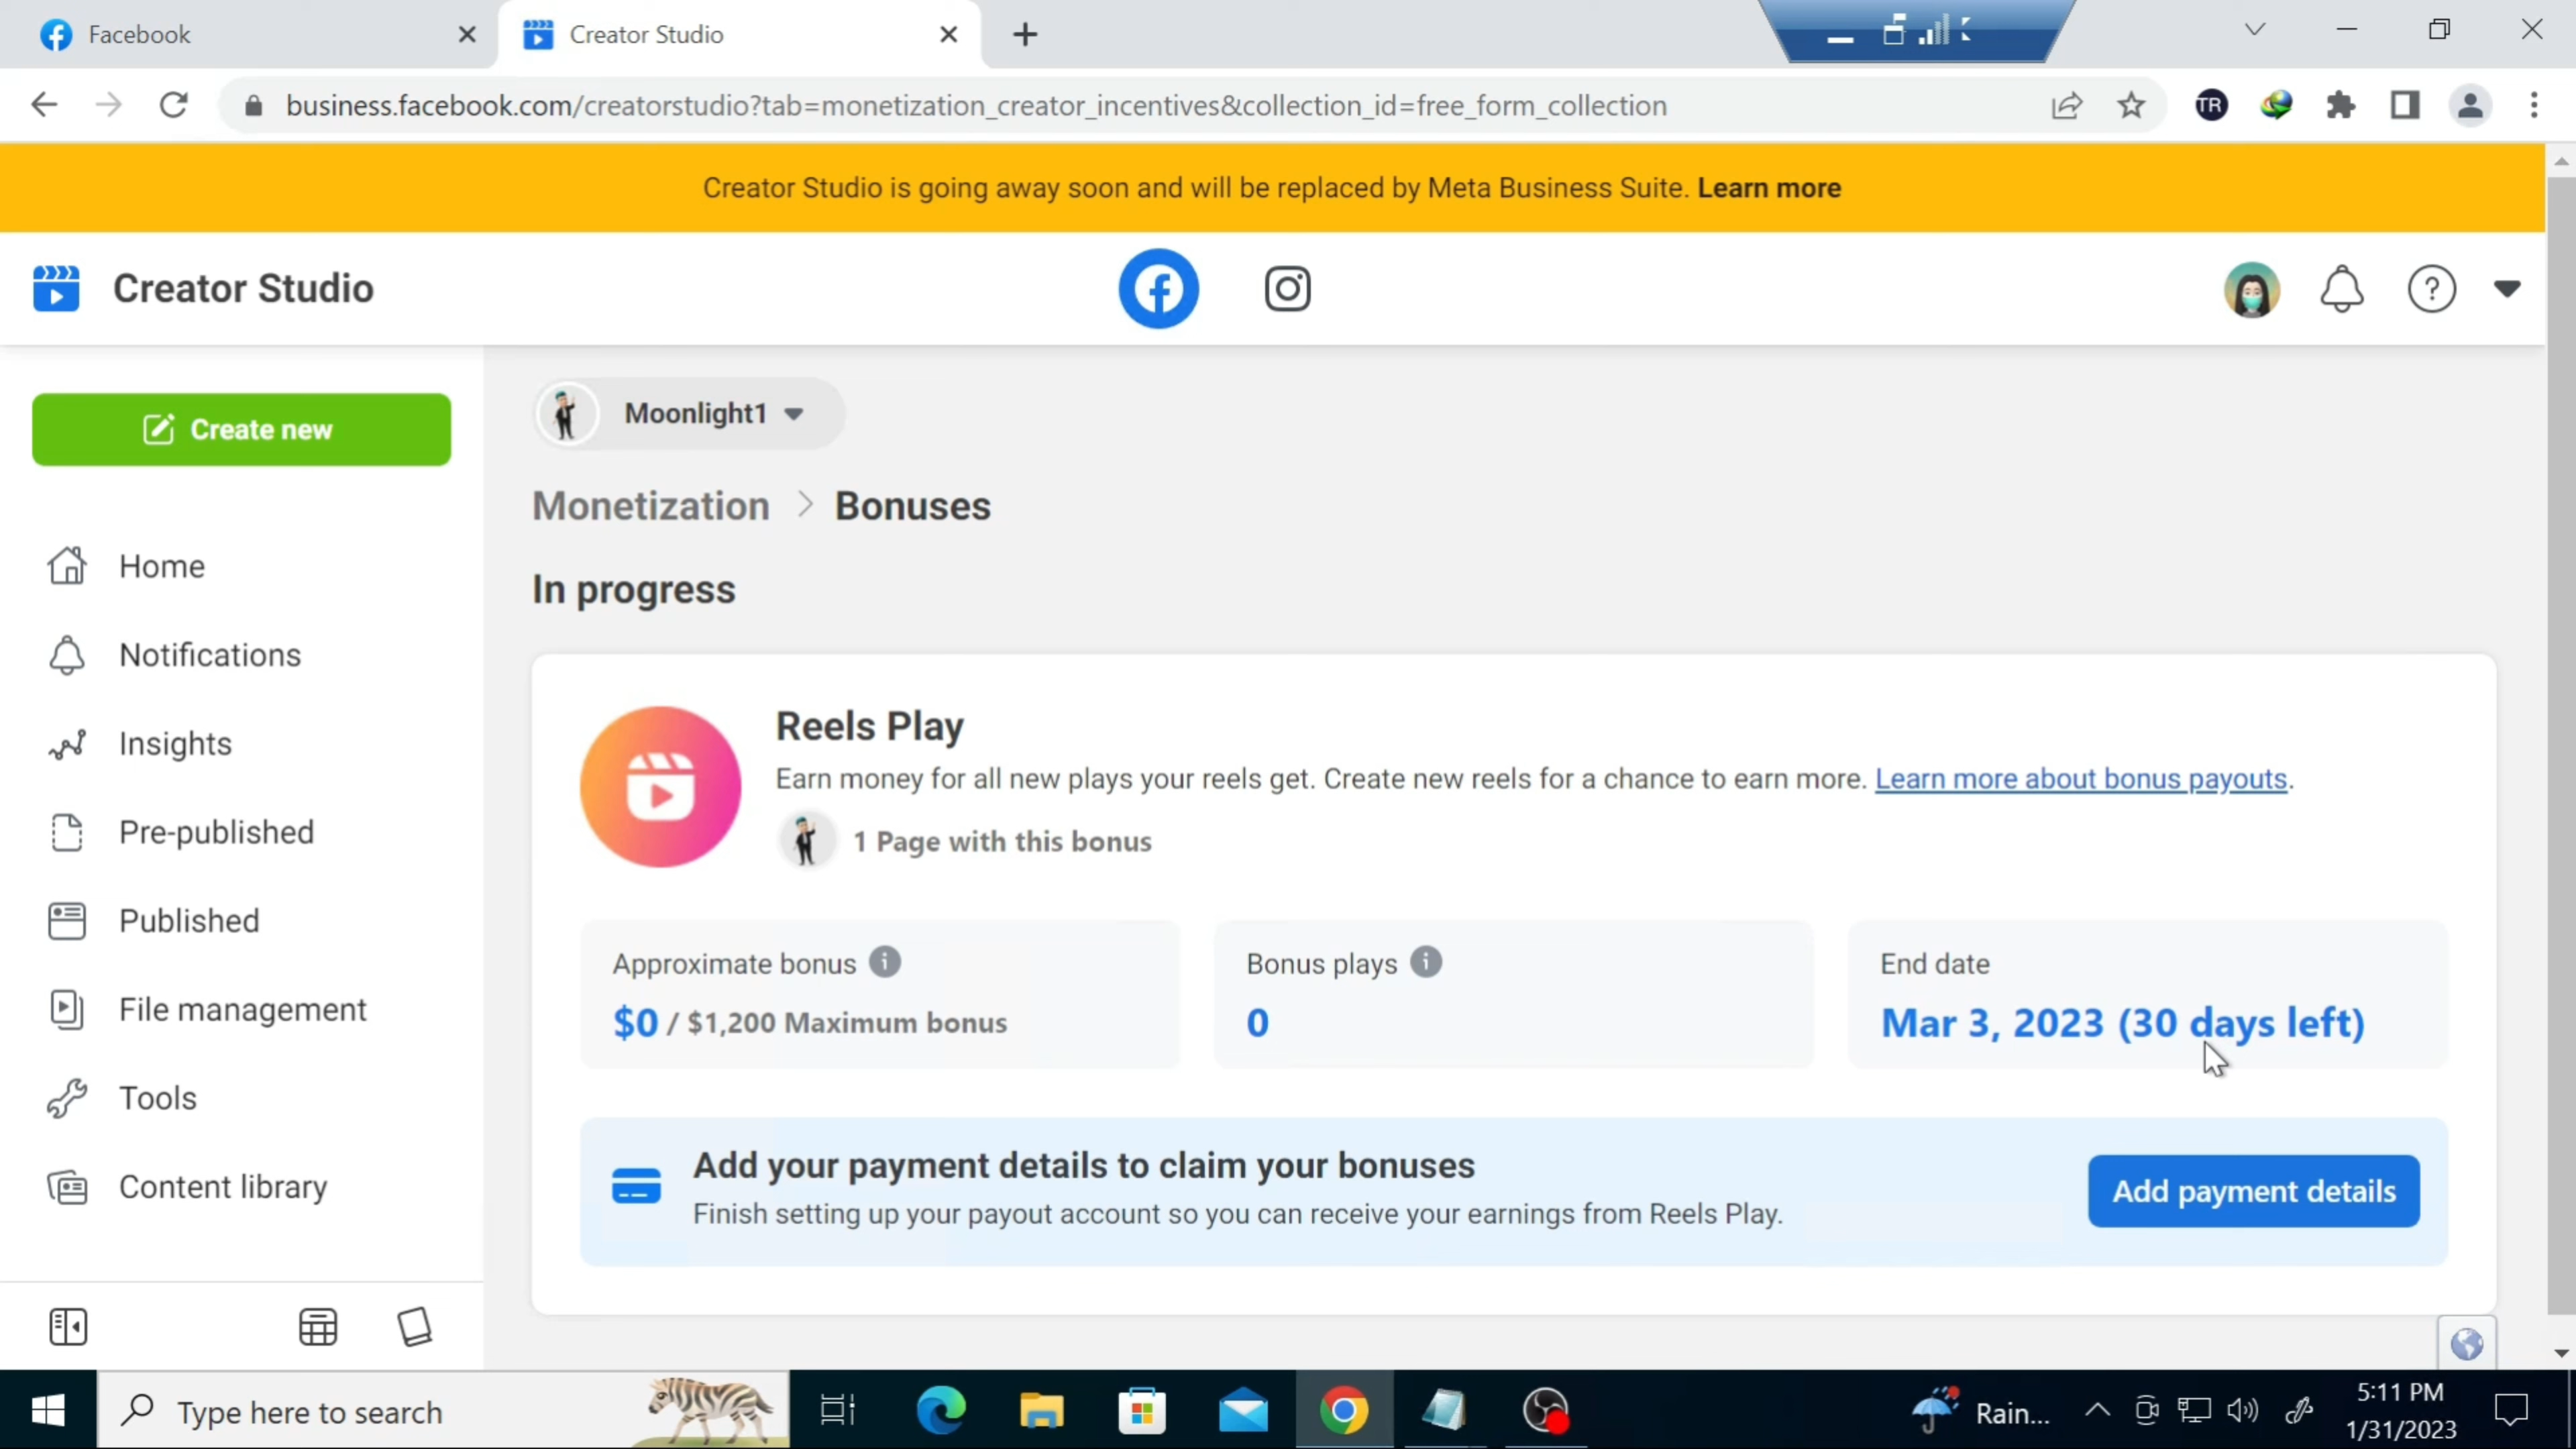 Facebook
Creator Studio
business.facebook.com/creatorstudio?tab=monetization_creator_incentives&collection_id=free_form_collection
TR
Creator Studio is going away soon and will be replaced by Meta Business Suite. Learn more
Creator Studio
Create new
Home
Notifications
Insights
Pre-published
Published
File management
Tools
Content library
Moonlight1
Monetization > Bonuses
In progress
Reels Play
Earn money for all new plays your reels get. Create new reels for a chance to earn more. Learn more about bonus payouts.
1 Page with this bonus
Approximate bonus
$0 / $1,200 Maximum bonus
Bonus plays
0
End date
Mar 3, 2023 (30 days left)
Add your payment details to claim your bonuses
Finish setting up your payout account so you can receive your earnings from Reels Play.
Add payment details
Type here to search
Rain...
5:11 PM
1/31/2023